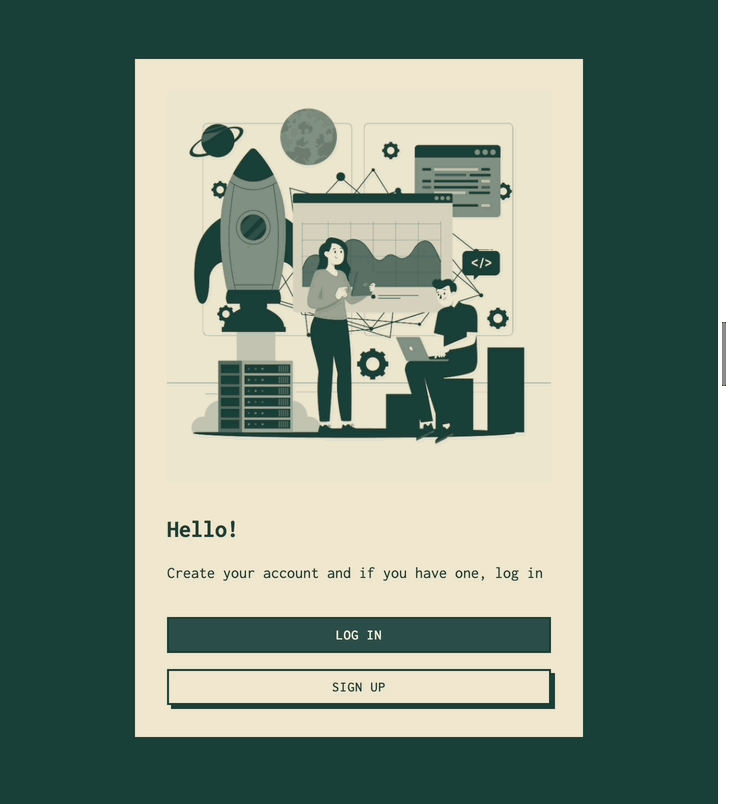 </>
Hello!
Create your account and if you have one, log in
LOG IN
SIGN UP